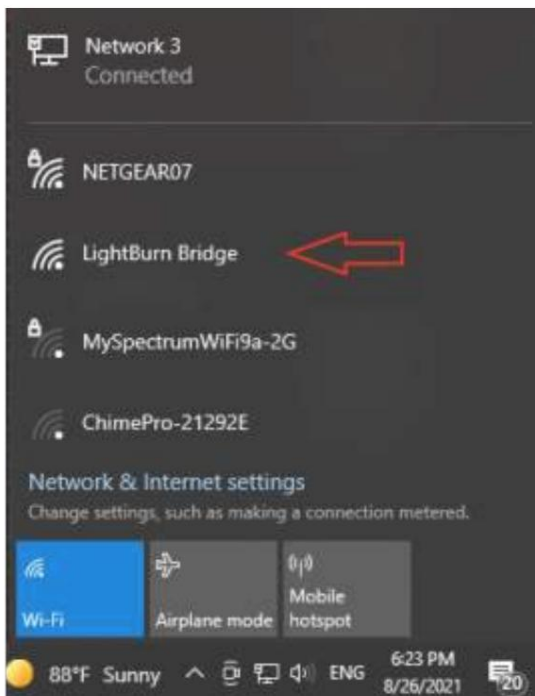 Network 3
Connected
NETGEAR07
LightBurn Bridge
MySpectrumWiFi9a-2G
ChimePro-21292E
Network & Internet settings
Change settings, such as making a connection metered.
Wi-Fi
Airplane mode
Mobile
hotspot
88°F Sunny
ENG
6:23 PM
8/26/2021
20